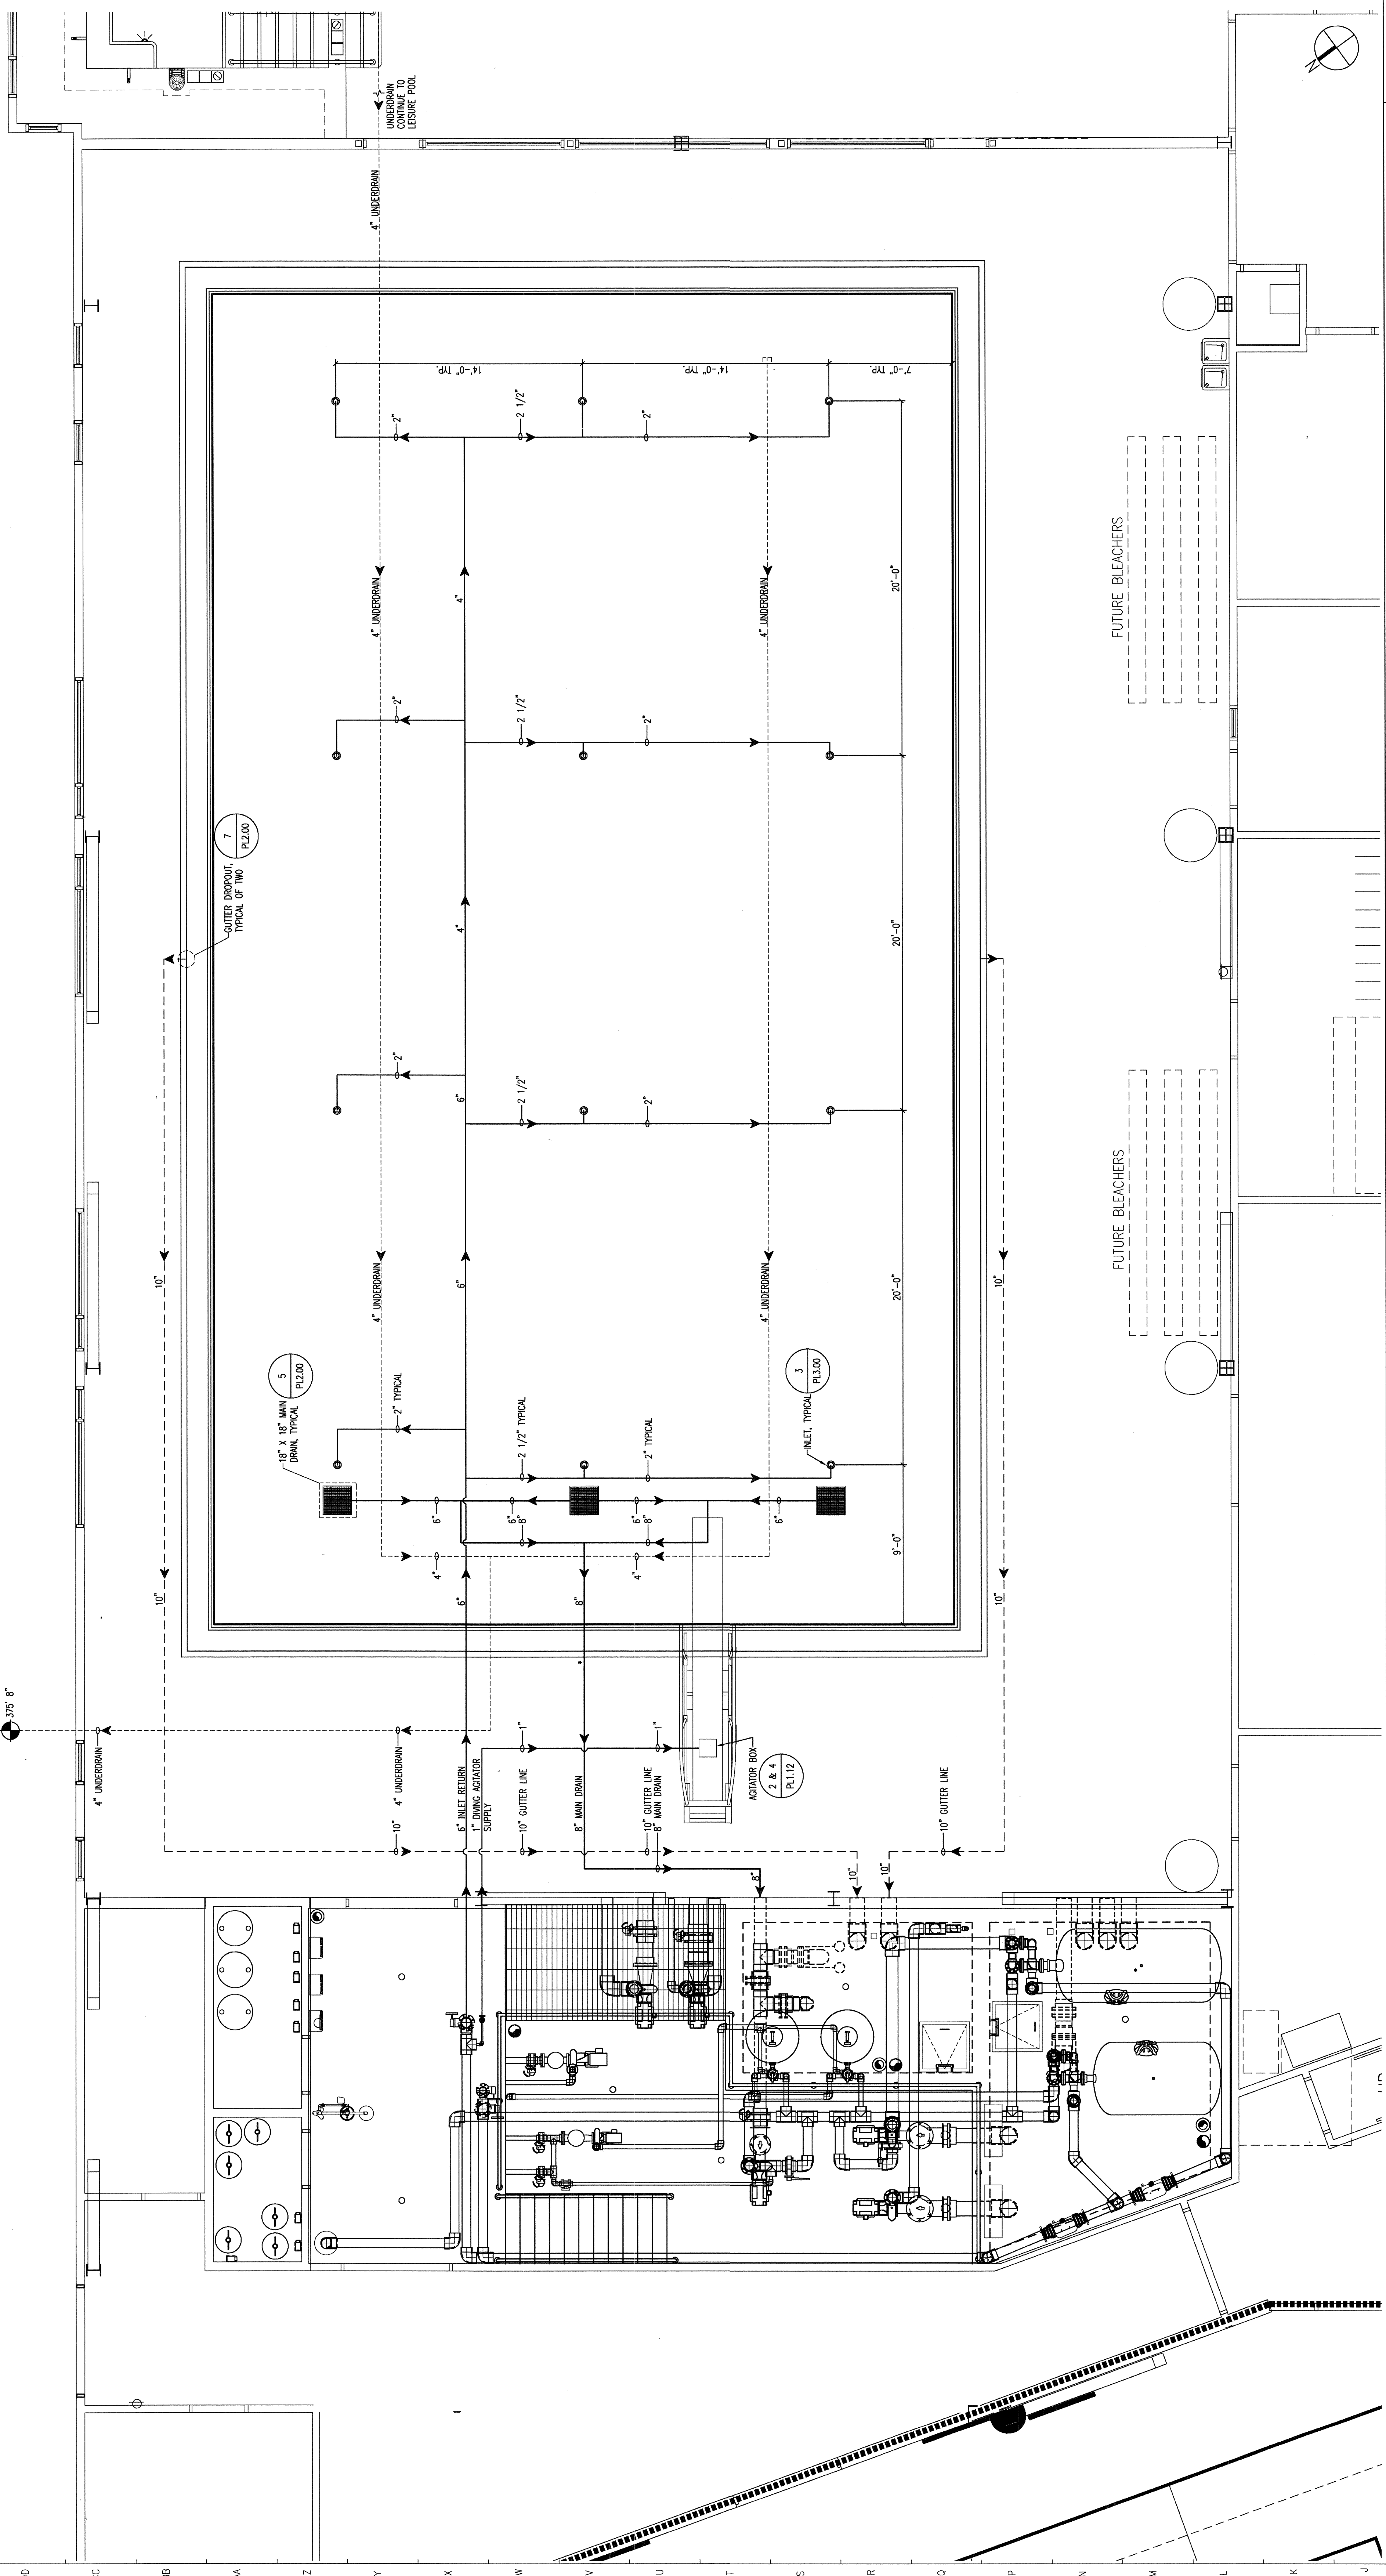 N
UNDERDRAIN
CONTINUE TO
LEISURE POOL
4" UNDERDRAIN
14'-0" TYP.
14'-0" TYP.
7'-0" TYP.
2"
2 1/2"
2"
4" UNDERDRAIN
4"
4" UNDERDRAIN
20'-0"
FUTURE BLEACHERS
2"
2 1/2"
2"
7
PL2.00
GUTTER DROPOUT,
TYPICAL OF TWO
4"
20'-0"
2"
6"
2 1/2"
2"
10"
4" UNDERDRAIN
6"
4" UNDERDRAIN
20'-0"
10"
FUTURE BLEACHERS
5
PL2.00
18" X 18" MAIN
DRAIN, TYPICAL
2" TYPICAL
2 1/2" TYPICAL
2" TYPICAL
3
PL3.00
INLET, TYPICAL
6"
6"
8"
6"
8"
6"
9'-0"
4"
4"
10"
6"
8"
10"
375' 8"
4" UNDERDRAIN
4" UNDERDRAIN
10"
6" INLET RETURN
1" DIVING AGITATOR
SUPPLY
1"
10" GUTTER LINE
8" MAIN DRAIN
1"
10" GUTTER LINE
8" MAIN DRAIN
AGITATOR BOX
2 & 4
PL1.12
10" GUTTER LINE
8"
10"
10"
UP
DD
CC
BB
AA
Z
Y
X
W
V
U
T
S
R
Q
P
N
M
L
K
J